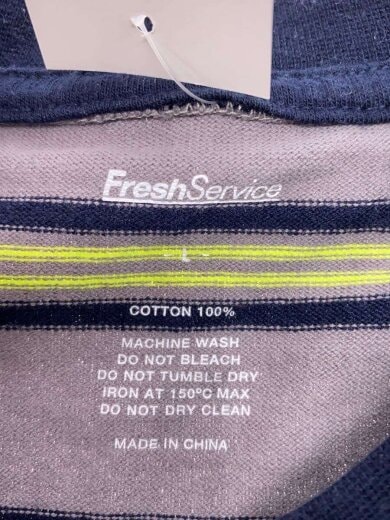 FreshService
- L -
COTTON 100%
MACHINE WASH
DO NOT BLEACH
DO NOT TUMBLE DRY
IRON AT 150ºC MAX
DO NOT DRY CLEAN
MADE IN CHINA